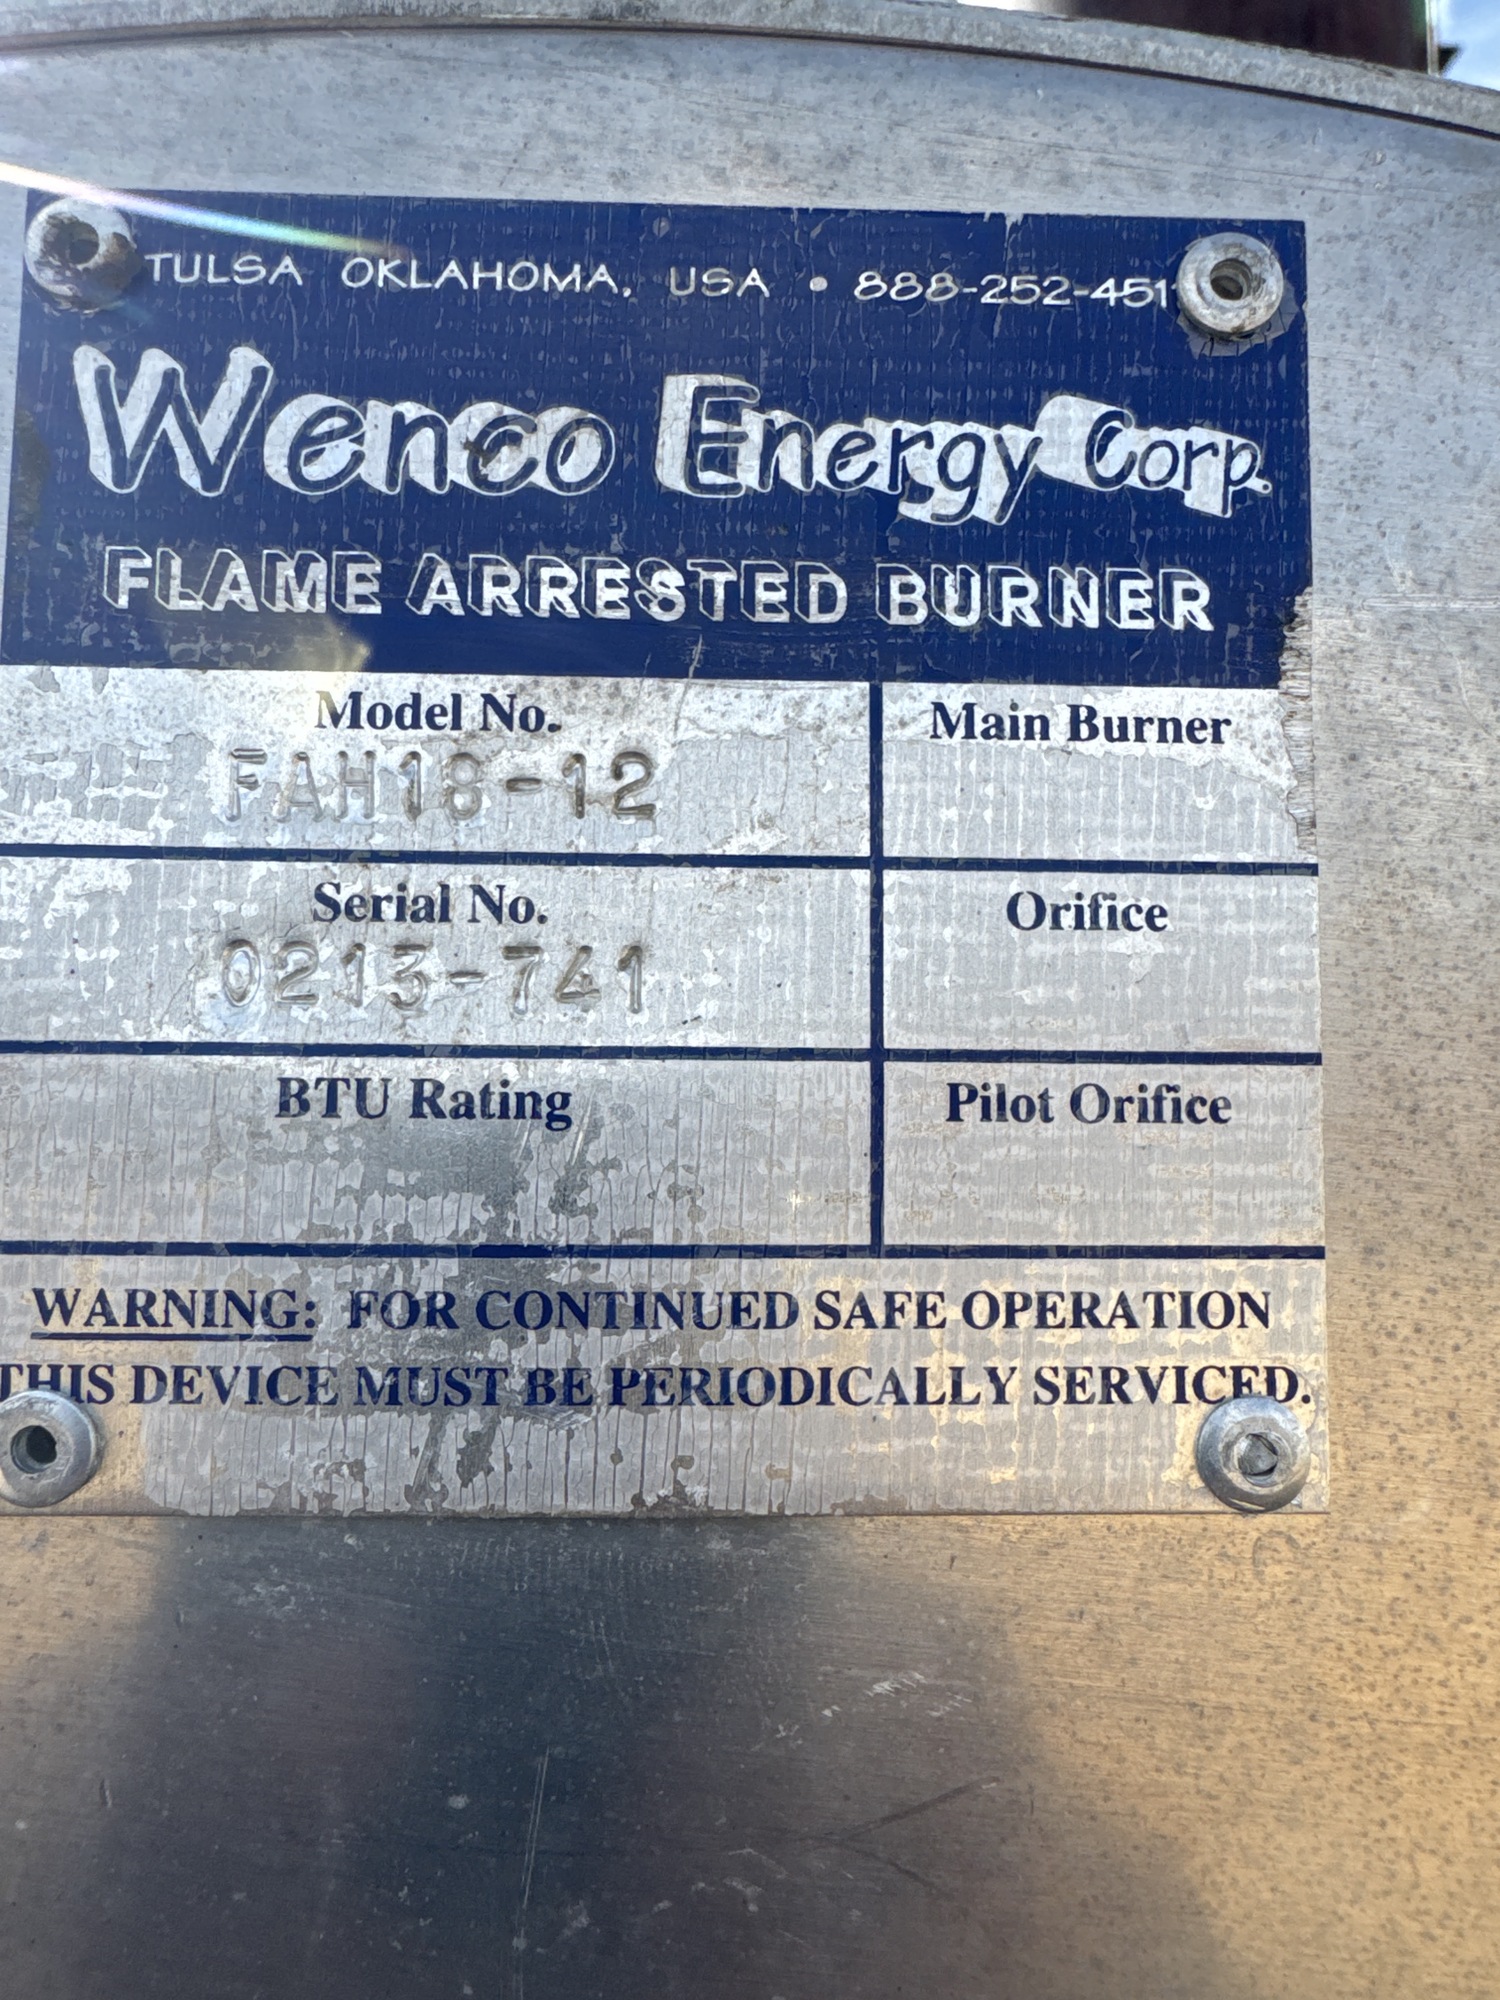 TULSA OKLAHOMA, USA • 888-252-451
Wenco Energy Corp.
FLAME ARRESTED BURNER
Model No.
FAH18-12
Main Burner
Serial No.
0213-741
Orifice
BTU Rating
Pilot Orifice
WARNING: FOR CONTINUED SAFE OPERATION
THIS DEVICE MUST BE PERIODICALLY SERVICED.